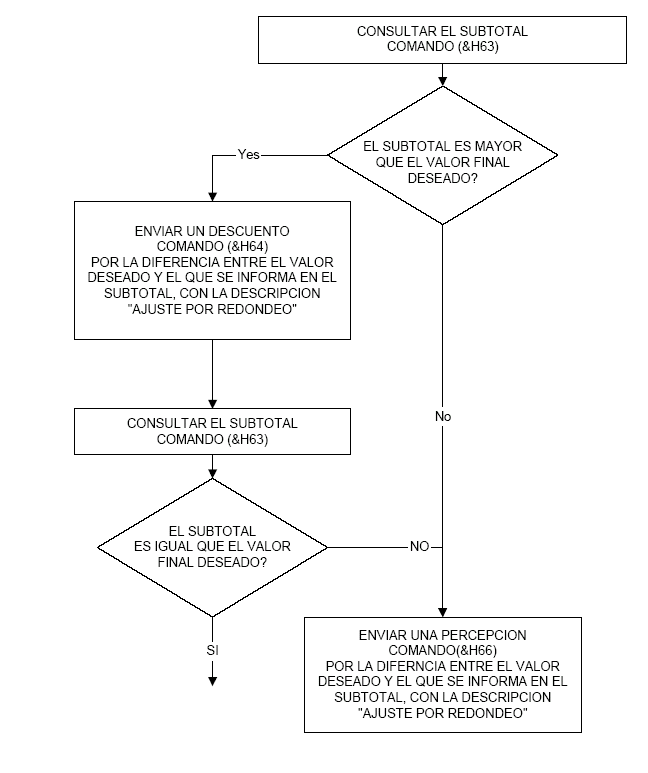 CONSULTAR EL SUBTOTAL
COMANDO (&H63)
EL SUBTOTAL ES MAYOR
QUE EL VALOR FINAL
DESEADO?
Yes
ENVIAR UN DESCUENTO
COMANDO (&H64)
POR LA DIFERENCIA ENTRE EL VALOR
DESEADO Y EL QUE SE INFORMA EN EL
SUBTOTAL, CON LA DESCRIPCION
"AJUSTE POR REDONDEO"
No
CONSULTAR EL SUBTOTAL
COMANDO (&H63)
EL SUBTOTAL
ES IGUAL QUE EL VALOR
FINAL DESEADO?
NO
SI
ENVIAR UNA PERCEPCION
COMANDO(&H66)
POR LA DIFERNCIA ENTRE EL VALOR
DESEADO Y EL QUE SE INFORMA EN EL
SUBTOTAL, CON LA DESCRIPCION
"AJUSTE POR REDONDEO"